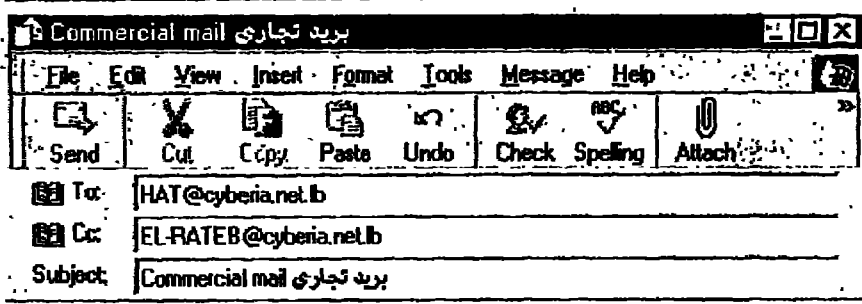 Commercial mail بريد تجاري
File Edit View Insert Format Tools Message Help
Send Cut Copy Paste Undo Check ABC Spelling Attach »
To: HAT@cyberia.net.lb
Cc: EL-RATEB@cyberia.net.lb
Subject: Commercial mail بريد تجاري